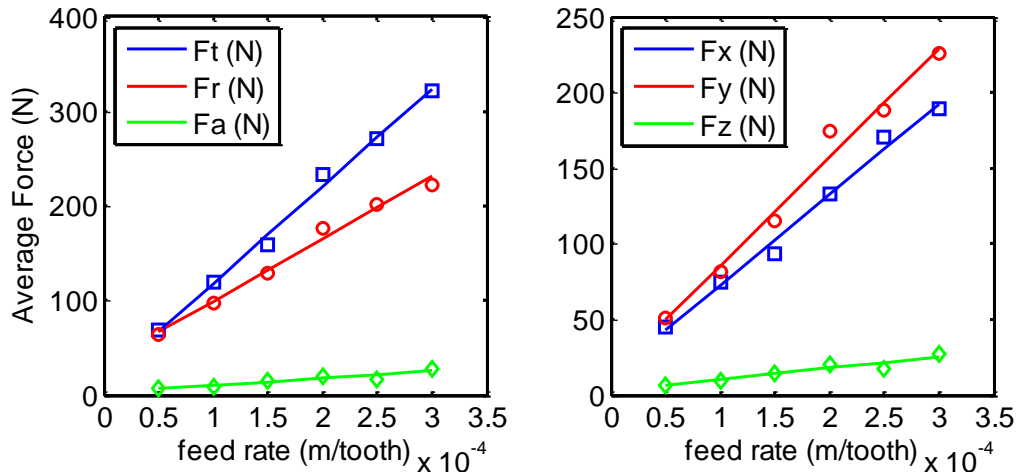 400
300
200
100
0
Average Force (N)
Ft (N)
Fr (N)
Fa (N)
0 0.5 1 1.5 2 2.5 3 3.5
feed rate (m/tooth)
x 10-4
250
200
150
100
50
0
Fx (N)
Fy (N)
Fz (N)
0 0.5 1 1.5 2 2.5 3 3.5
feed rate (m/tooth)
x 10-4